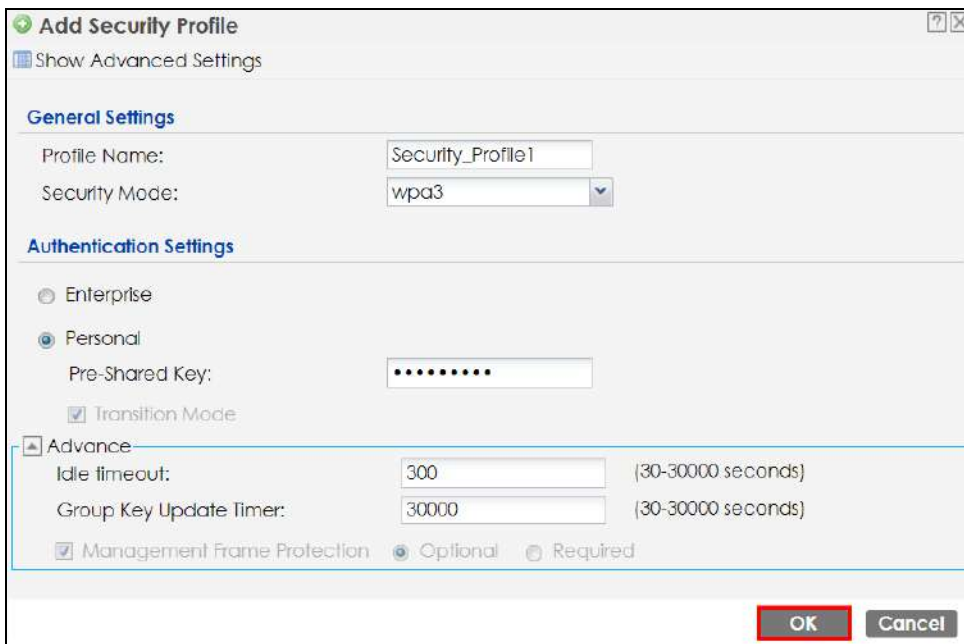 Add Security Profile
Show Advanced Settings
General Settings
Profile Name: Security_Profile1
Security Mode: wpa3
Authentication Settings
Enterprise
Personal
Pre-Shared Key: •••••••••
Transition Mode
Advance
Idle timeout: 300 (30-30000 seconds)
Group Key Update Timer: 30000 (30-30000 seconds)
Management Frame Protection Optional Required
OK Cancel